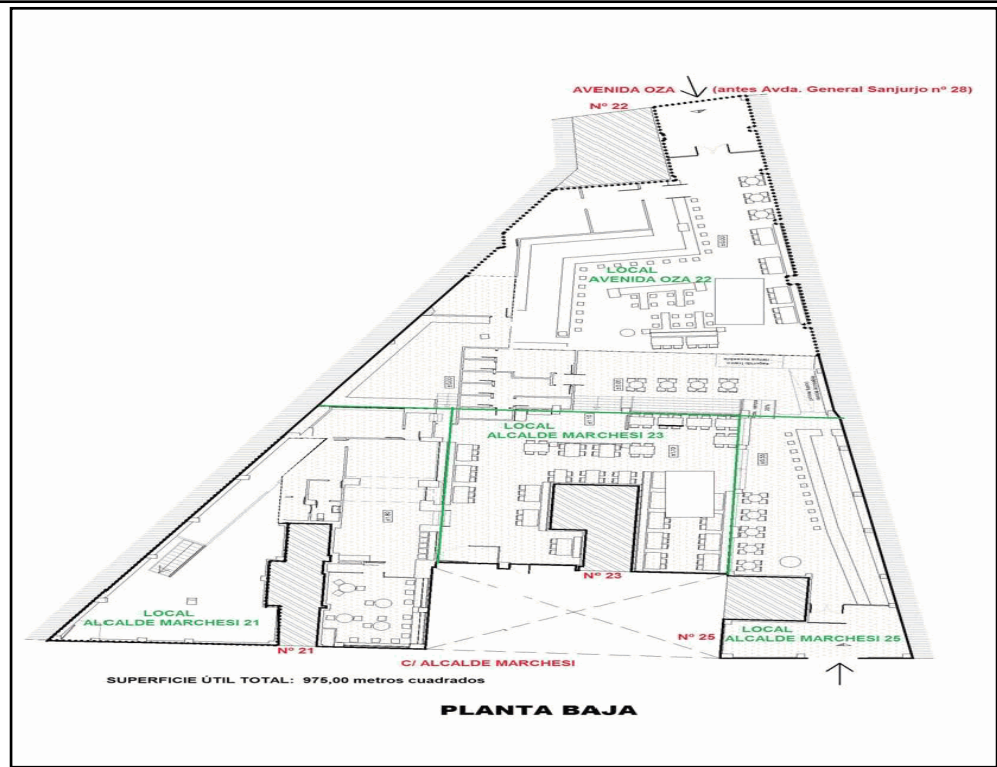 AVENIDA OZA (antes Avda. General Sanjurjo nº 28)
Nº 22
LOCAL
AVENIDA OZA 22
LOCAL
ALCALDE MARCHESI 23
Nº 23
LOCAL
ALCALDE MARCHESI 21
Nº 25
LOCAL
ALCALDE MARCHESI 25
Nº 21
C/ ALCALDE MARCHESI
SUPERFICIE ÚTIL TOTAL: 975,00 metros cuadrados
PLANTA BAJA